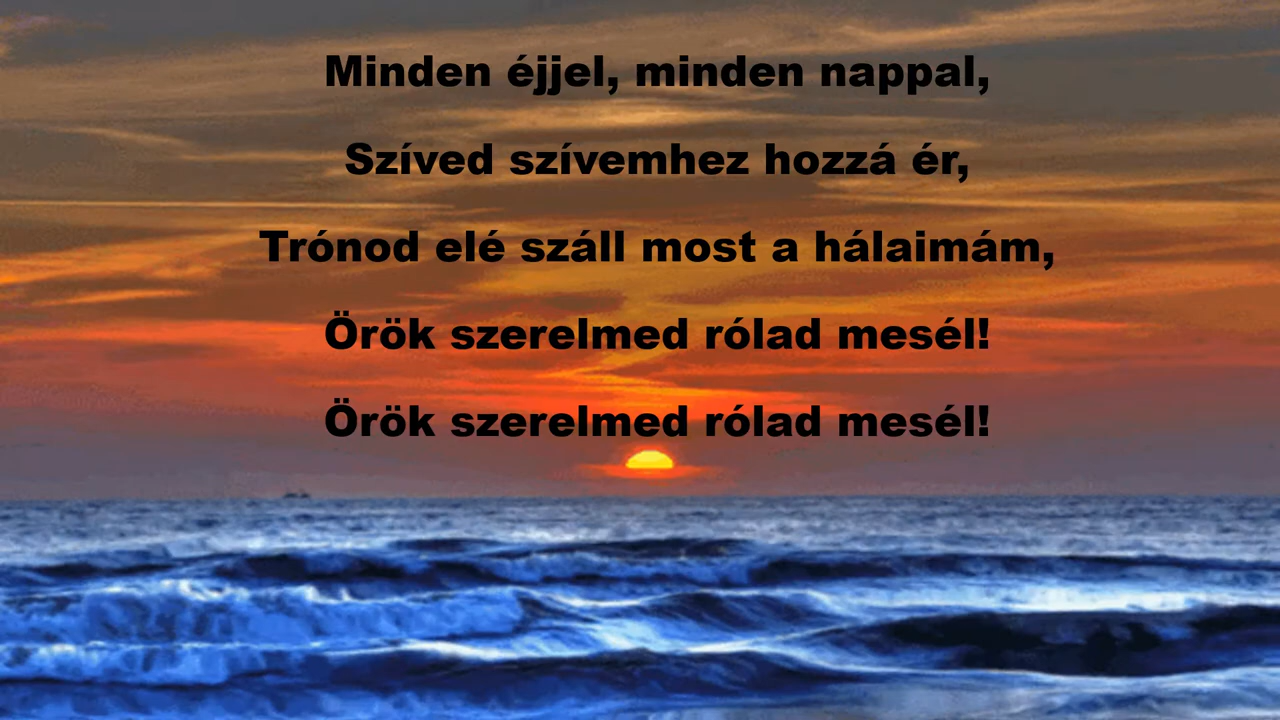 Minden éjjel, minden nappal,
Szíved szívemhez hozzá ér,
Trónod elé száll most a hálaimám,
Örök szerelmed rólad mesél!
Örök szerelmed rólad mesél!